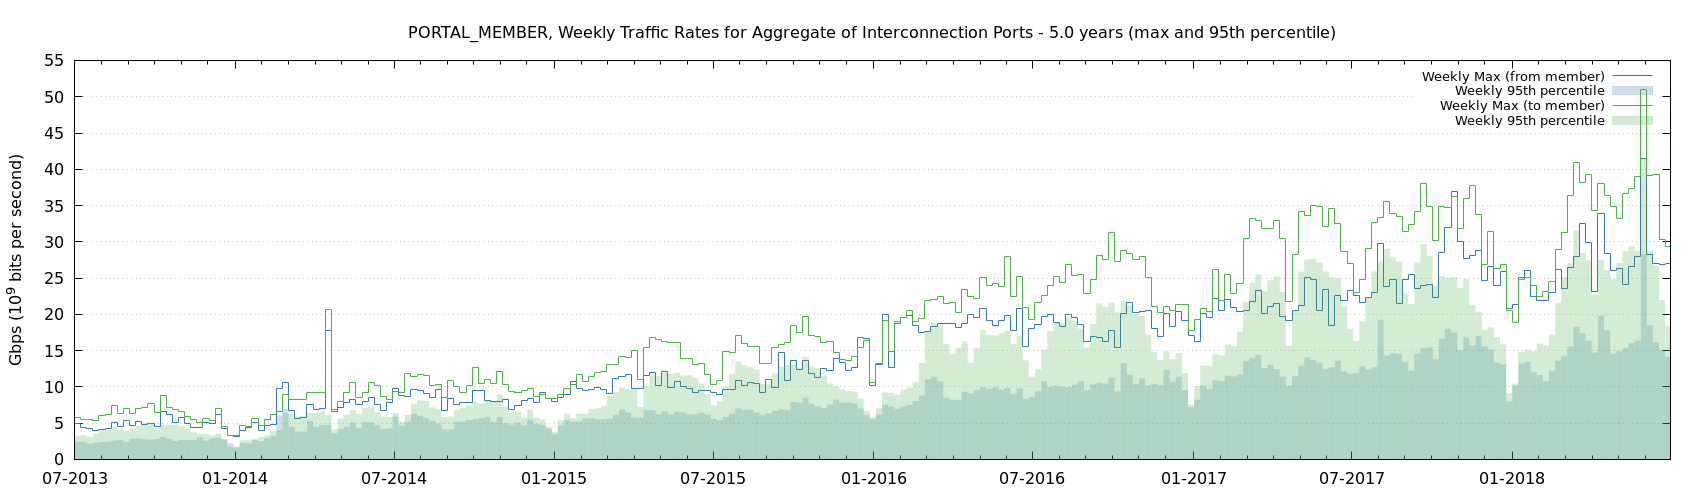 PORTAL_MEMBER, Weekly Traffic Rates for Aggregate of Interconnection Ports - 5.0 years (max and 95th percentile)
Gbps (10^9 bits per second)
55
50
45
40
35
30
25
20
15
10
5
0
Weekly Max (from member)
Weekly 95th percentile
Weekly Max (to member)
Weekly 95th percentile
07-2013 01-2014 07-2014 01-2015 07-2015 01-2016 07-2016 01-2017 07-2017 01-2018